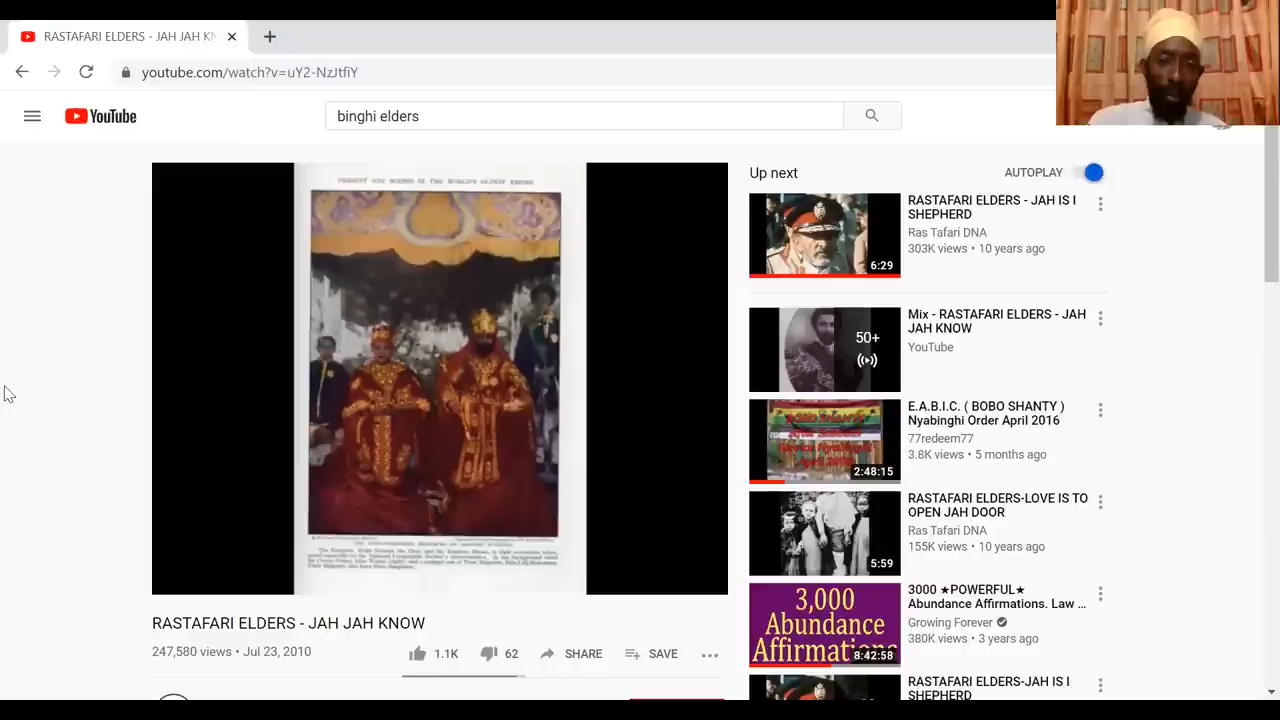 RASTAFARI ELDERS - JAH JAH KN
youtube.com/watch?v=uY2-NzJtfiY
YouTube
binghi elders
Up next
AUTOPLAY
RASTAFARI ELDERS - JAH IS I
SHEPHERD
Ras Tafari DNA
303K views • 10 years ago
6:29
Mix - RASTAFARI ELDERS - JAH
JAH KNOW
YouTube
50+
E.A.B.I.C. ( BOBO SHANTY )
Nyabinghi Order April 2016
77redeem77
3.8K views • 5 months ago
2:48:15
RASTAFARI ELDERS-LOVE IS TO
OPEN JAH DOOR
Ras Tafari DNA
155K views • 10 years ago
5:59
3000 ★POWERFUL★
Abundance Affirmations. Law ...
Growing Forever
380K views • 3 years ago
3,000
Abundance
Affirmations
8:42:58
RASTAFARI ELDERS-JAH IS I
SHEPHERD
RASTAFARI ELDERS - JAH JAH KNOW
247,580 views • Jul 23, 2010
1.1K
62
SHARE
SAVE